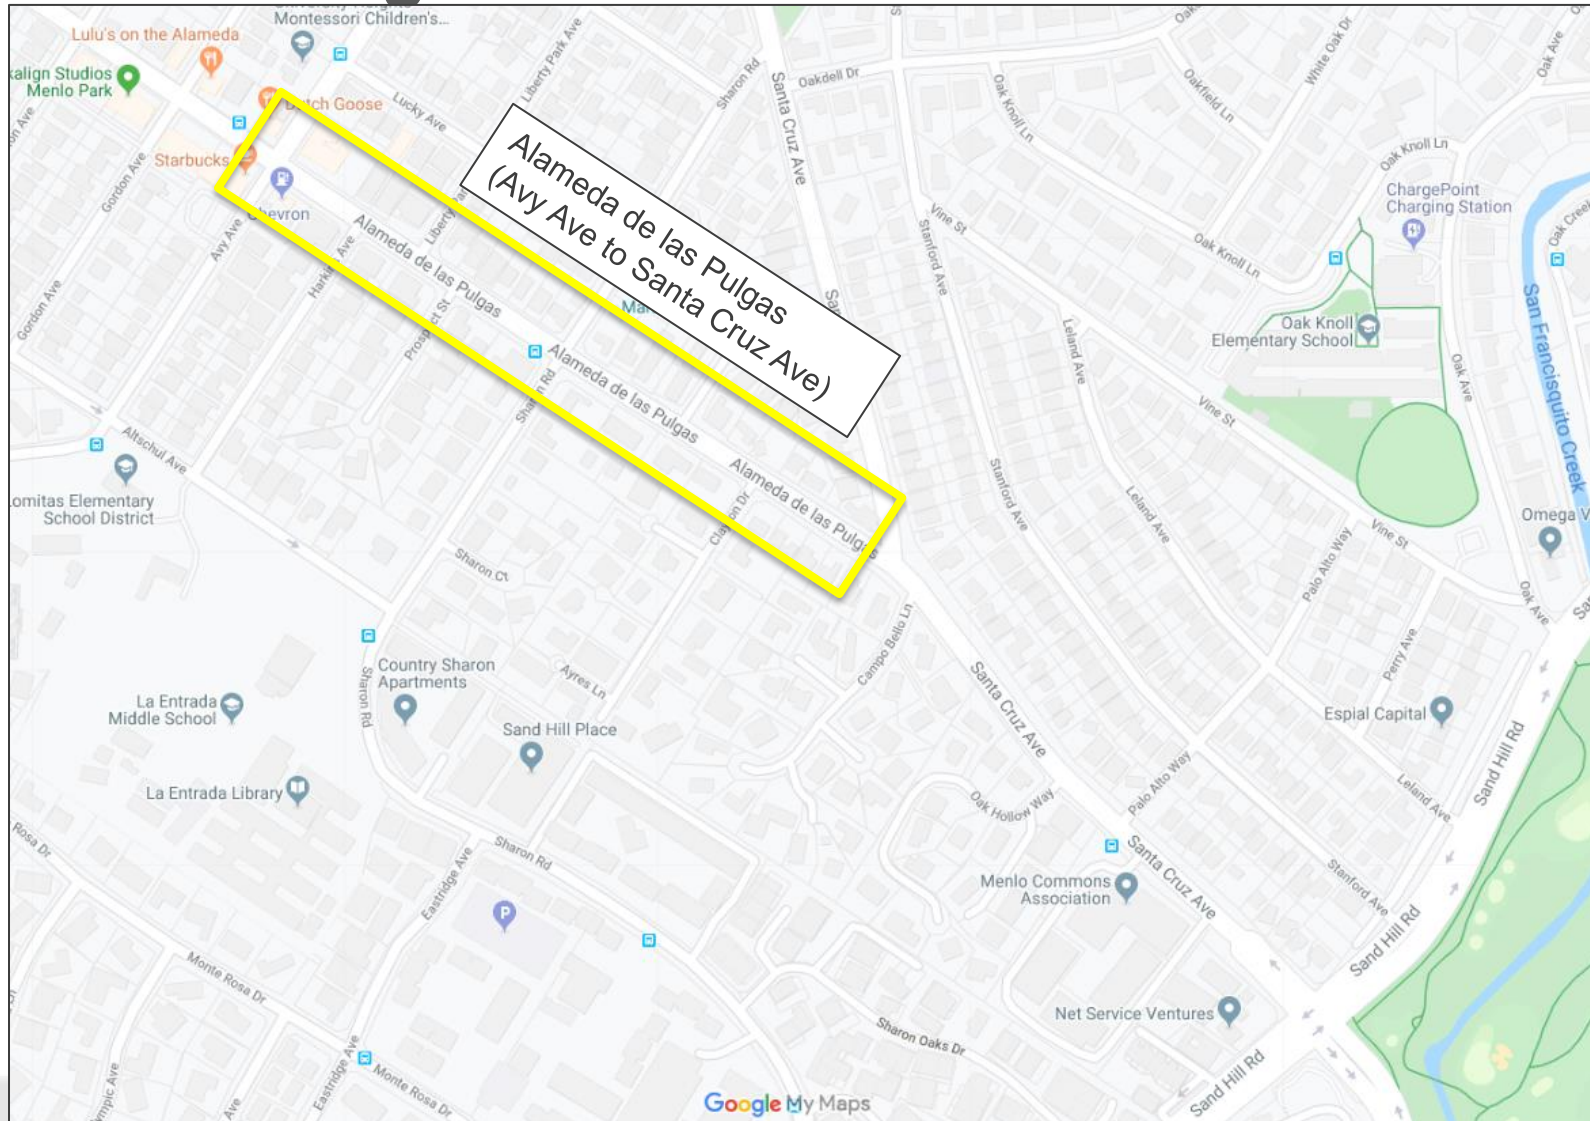 Montessori Children's...
Lulu's on the Alameda
kalign Studios
Menlo Park
Dutch Goose
Starbucks
Chevron
Lucky Ave
Liberty Park Ave
Sharon Rd
Santa Cruz Ave
Oakdell Dr
Oak Knoll Ln
Oakfield Ln
White Oak Dr
Oak Ave
Oak Knoll Ln
ChargePoint
Charging Station
Oak Creek
Gordon Ave
Avy Ave
Harkins Ave
Gordon Ave
Alameda de las Pulgas
(Avy Ave to Santa Cruz Ave)
Alameda de las Pulgas
Prospect St
Sharon Rd
Alameda de las Pulgas
Alameda de las Pulgas
Clayton Dr
Vine St
Stanford Ave
Oak Knoll Ln
Oak Knoll
Elementary School
San Francisquito Creek
Leland Ave
Oak Ave
Vine St
Altschul Ave
Lomitas Elementary
School District
Stanford Ave
Leland Ave
Omega V
Vine St
Palo Alto Way
Oak Ave
Sharon Ct
Campo Bello Ln
Perry Ave
Country Sharon
Apartments
Sharon Rd
Ayres Ln
Santa Cruz Ave
La Entrada
Middle School
Sand Hill Place
Espial Capital
Sand Hill Rd
La Entrada Library
Oak Hollow Way
Palo Alto Way
Leland Ave
Rosa Dr
Sharon Rd
Eastridge Ave
Santa Cruz Ave
Menlo Commons
Association
Stanford Ave
Sand Hill Rd
Monte Rosa Dr
Net Service Ventures
Sharon Oaks Dr
Eastridge Ave
Monte Rosa Dr
Sand Hill Rd
Google My Maps